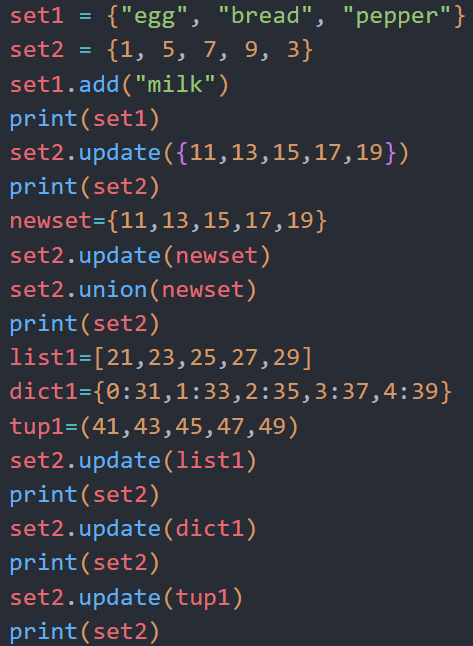 set1 = {"egg", "bread", "pepper"}
set2 = {1, 5, 7, 9, 3}
set1.add("milk")
print(set1)
set2.update({11,13,15,17,19})
print(set2)
newset={11,13,15,17,19}
set2.update(newset)
set2.union(newset)
print(set2)
list1=[21,23,25,27,29]
dict1={0:31,1:33,2:35,3:37,4:39}
tup1=(41,43,45,47,49)
set2.update(list1)
print(set2)
set2.update(dict1)
print(set2)
set2.update(tup1)
print(set2)